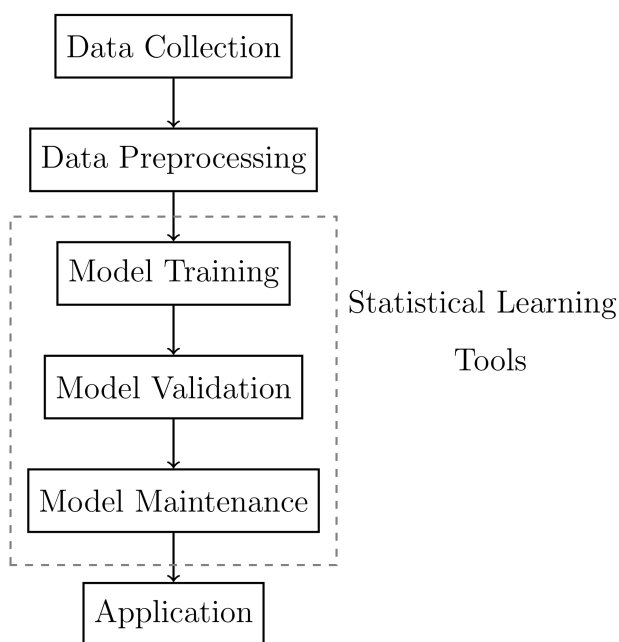 Data Collection
Data Preprocessing
Model Training
Statistical Learning
Tools
Model Validation
Model Maintenance
Application